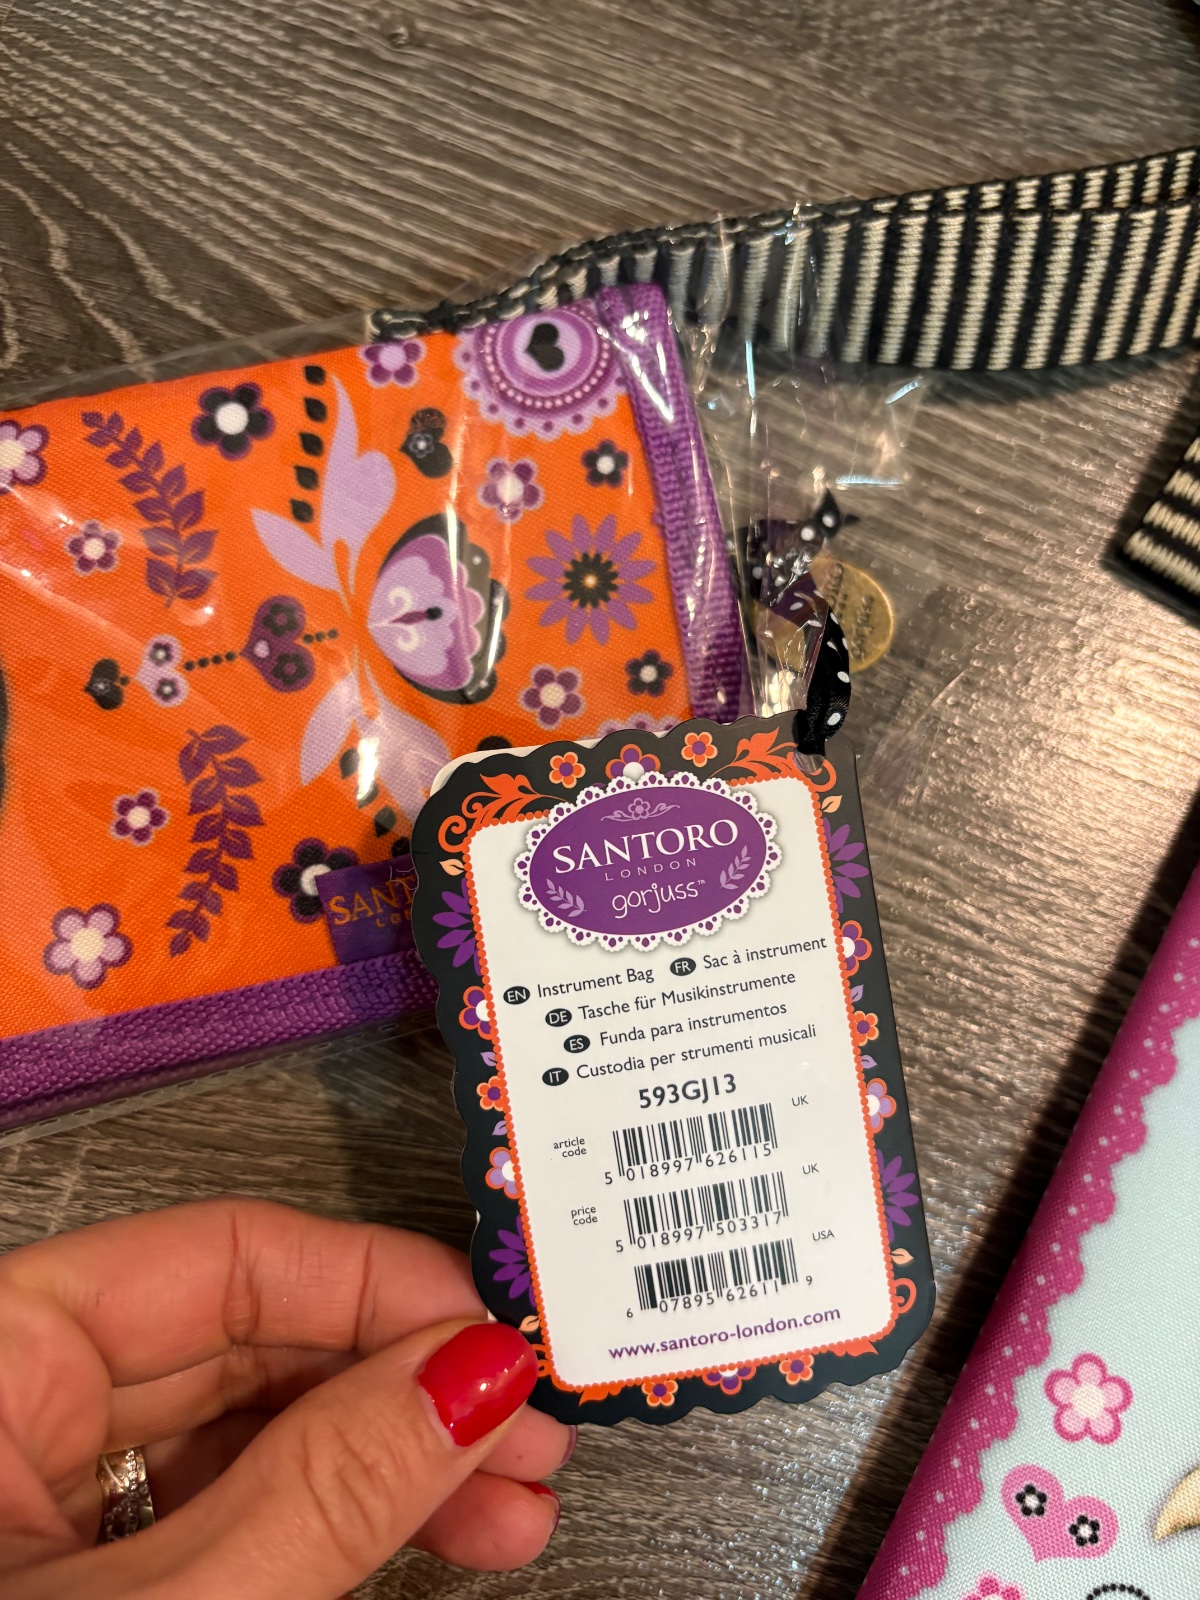 SANTORO
LONDON
gorjuss™
EN Instrument Bag FR Sac à instrument
DE Tasche für Musikinstrumente
ES Funda para instrumentos
IT Custodia per strumenti musicali
593GJ13
article code
UK
5 018997 626115
price code
UK
5 018997 503317
USA
6 07895 62611 9
www.santoro-london.com
SANT